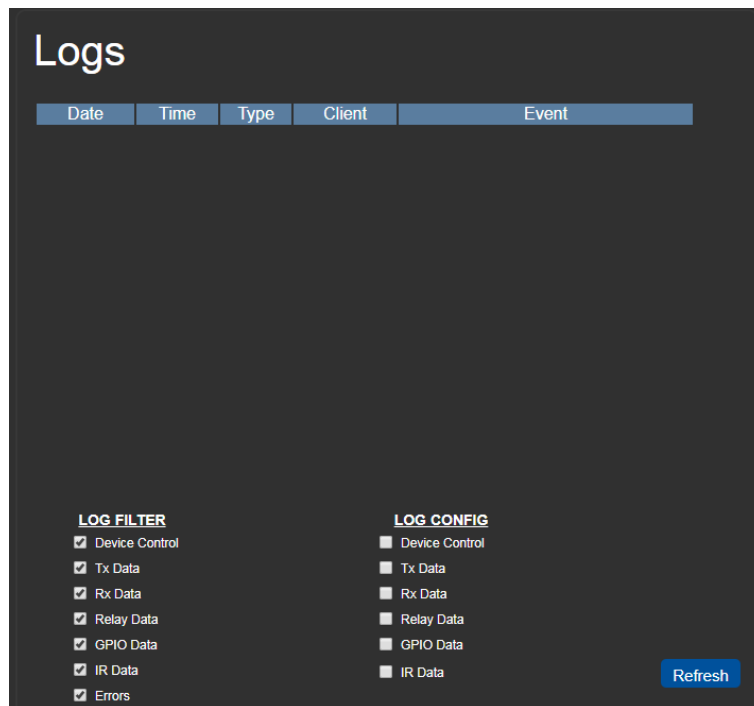 Logs
Date Time Type Client Event
LOG FILTER
Device Control
Tx Data
Rx Data
Relay Data
GPIO Data
IR Data
Errors
LOG CONFIG
Device Control
Tx Data
Rx Data
Relay Data
GPIO Data
IR Data
Refresh